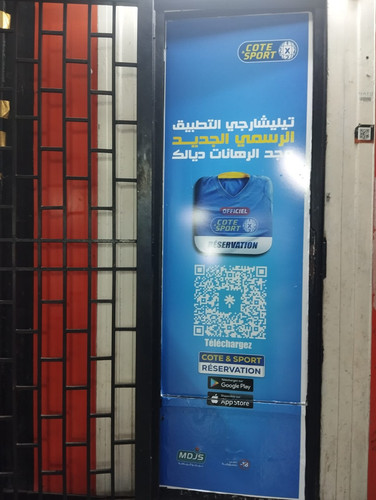 COTE
SPORT
تيليشارجي التطبيق
الرسمي الجديد
وجد الرهانات ديالك
OFFICIEL
COTE
SPORT
RÉSERVATION
Téléchargez
COTE & SPORT
RÉSERVATION
Google Play
App Store
MDJS